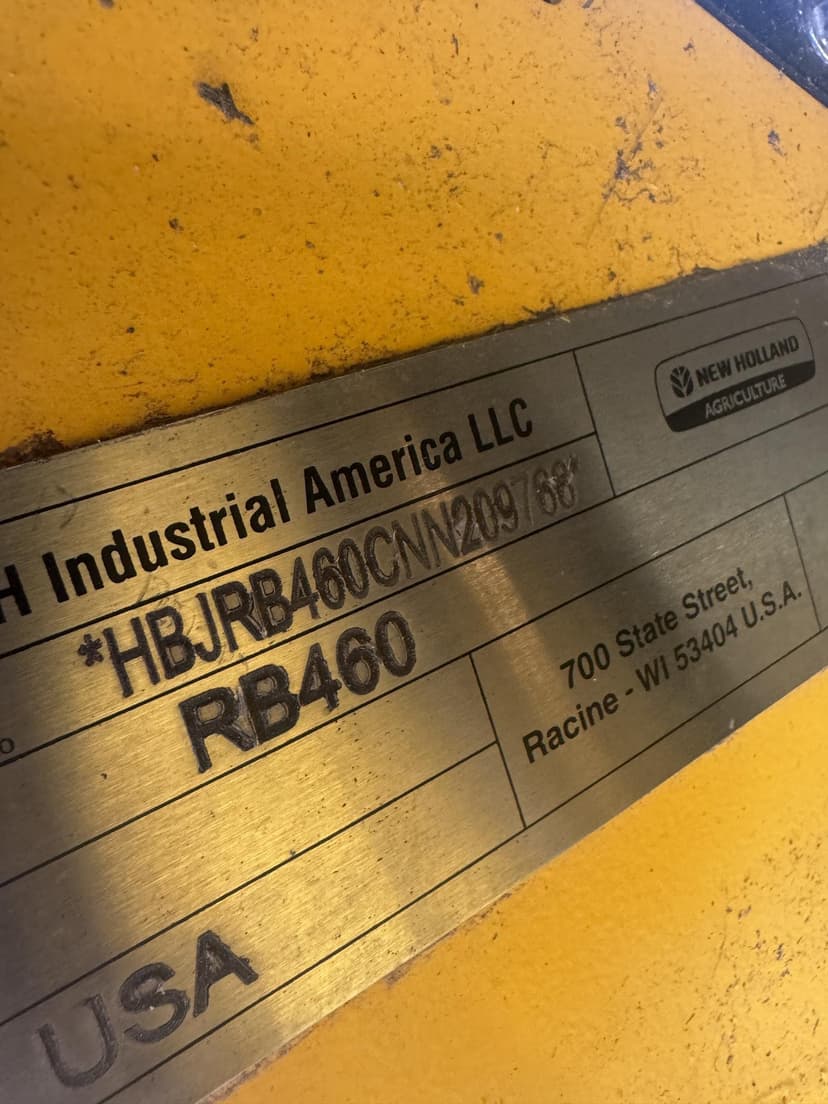 H Industrial America LLC
NEW HOLLAND
AGRICULTURE
*HBJRB460CNN209768*
RB460
o
700 State Street,
Racine - WI 53404 U.S.A.
USA